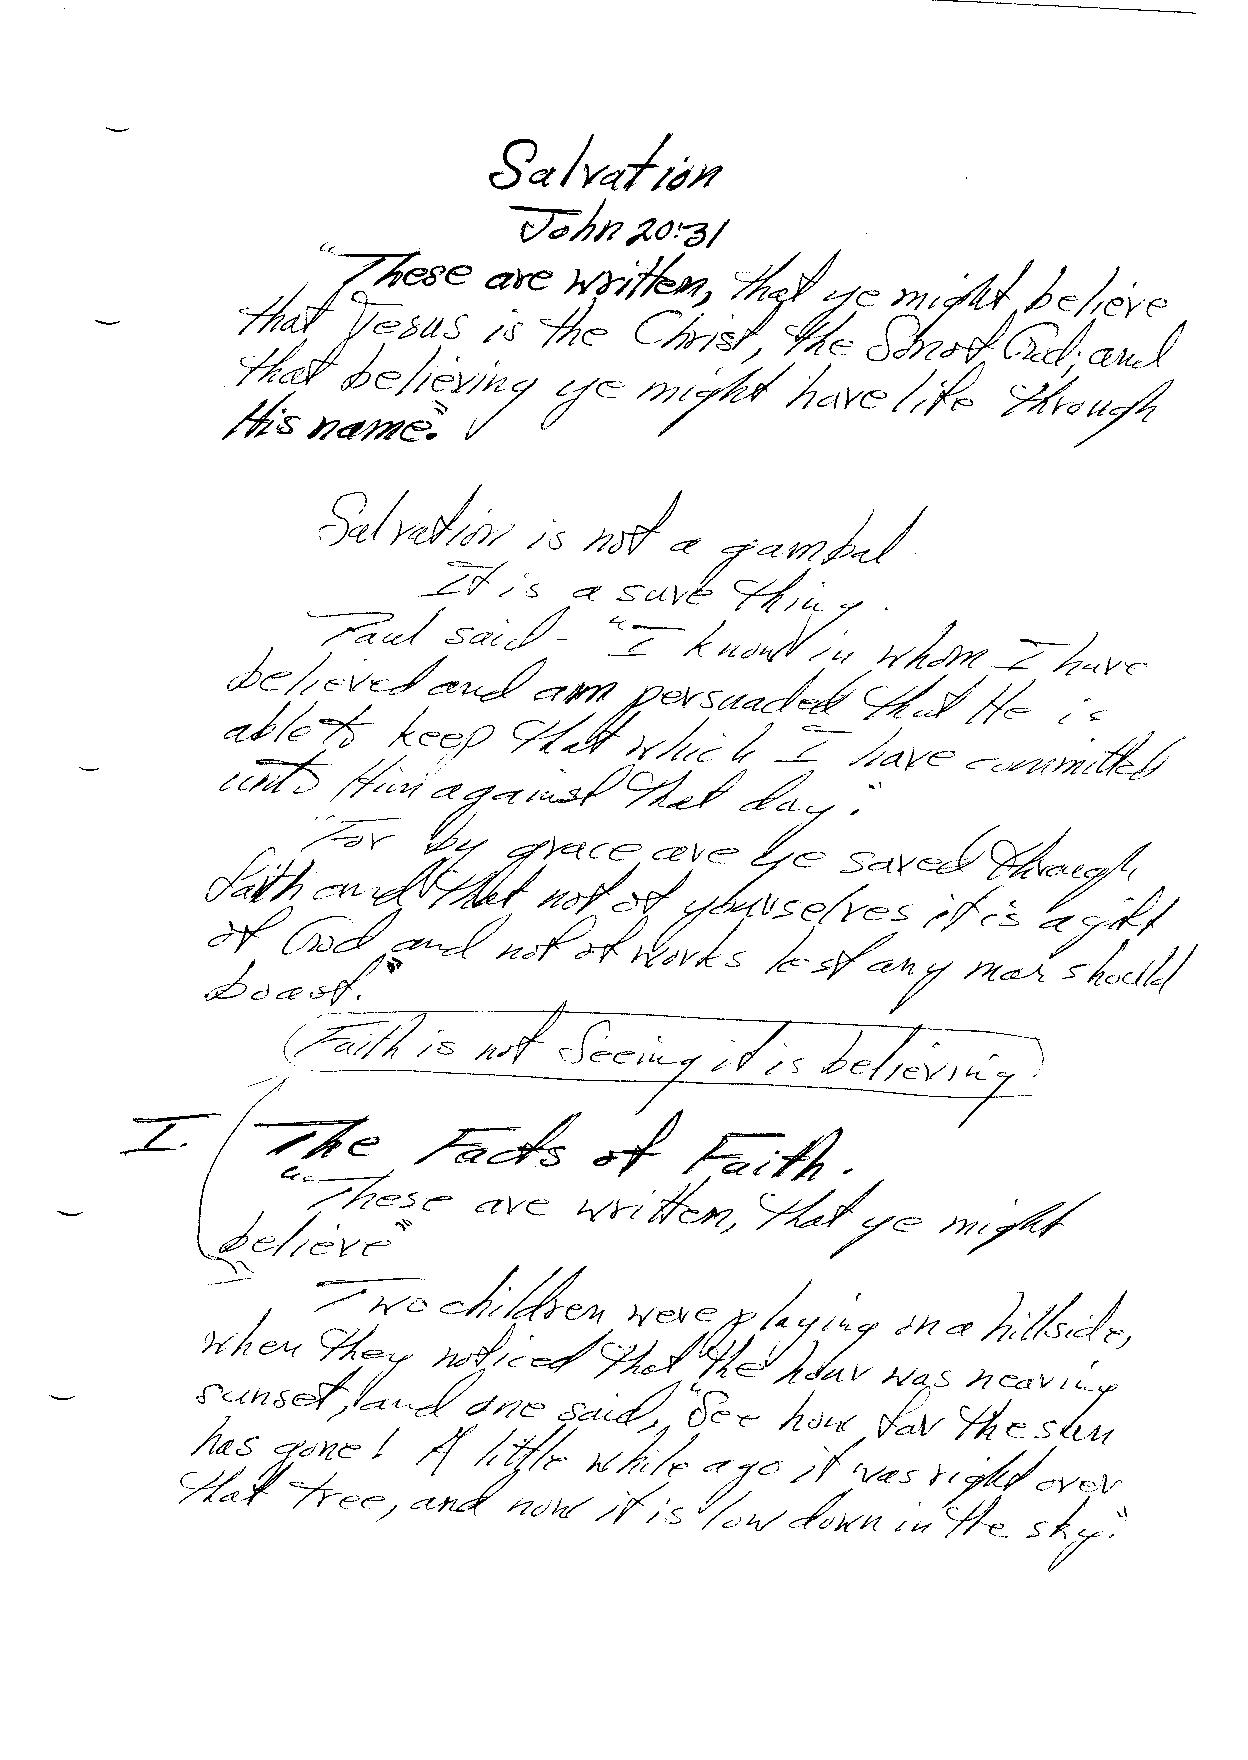 Salvation
John 20:31
"These are written, that ye might believe
that Jesus is the Christ, the Son of God; and
that believing ye might have life through
His name."
Salvation is not a gambal
It is a sure thing.
Paul said - "I know in whom I have
believed and am persuaded that He is
able to keep that which I have committed
unto Him against that day."
"For by grace are ye saved through
faith and that not of yourselves it is a gift
of God and not of works lest any man should
boast."
Faith is not seeing it is believing
I. The Facts of Faith.
"These are written, that ye might
believe"
Two children were playing on a hillside,
when they noticed that the hour was nearing
sunset, and one said, "See how far the sun
has gone! A little while ago it was right over
that tree, and now it is low down in the sky."